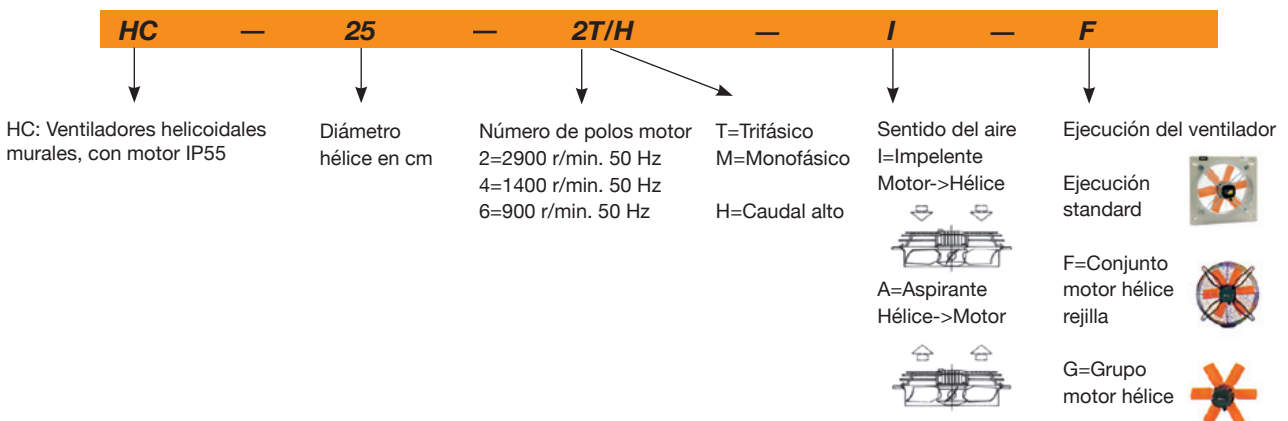 HC — 25 — 2T/H — I — F
HC: Ventiladores helicoidales
murales, con motor IP55
Diámetro
hélice en cm
Número de polos motor
2=2900 r/min. 50 Hz
4=1400 r/min. 50 Hz
6=900 r/min. 50 Hz
T=Trifásico
M=Monofásico
H=Caudal alto
Sentido del aire
I=Impelente
Motor->Hélice
A=Aspirante
Hélice->Motor
Ejecución del ventilador
Ejecución
standard
F=Conjunto
motor hélice
rejilla
G=Grupo
motor hélice